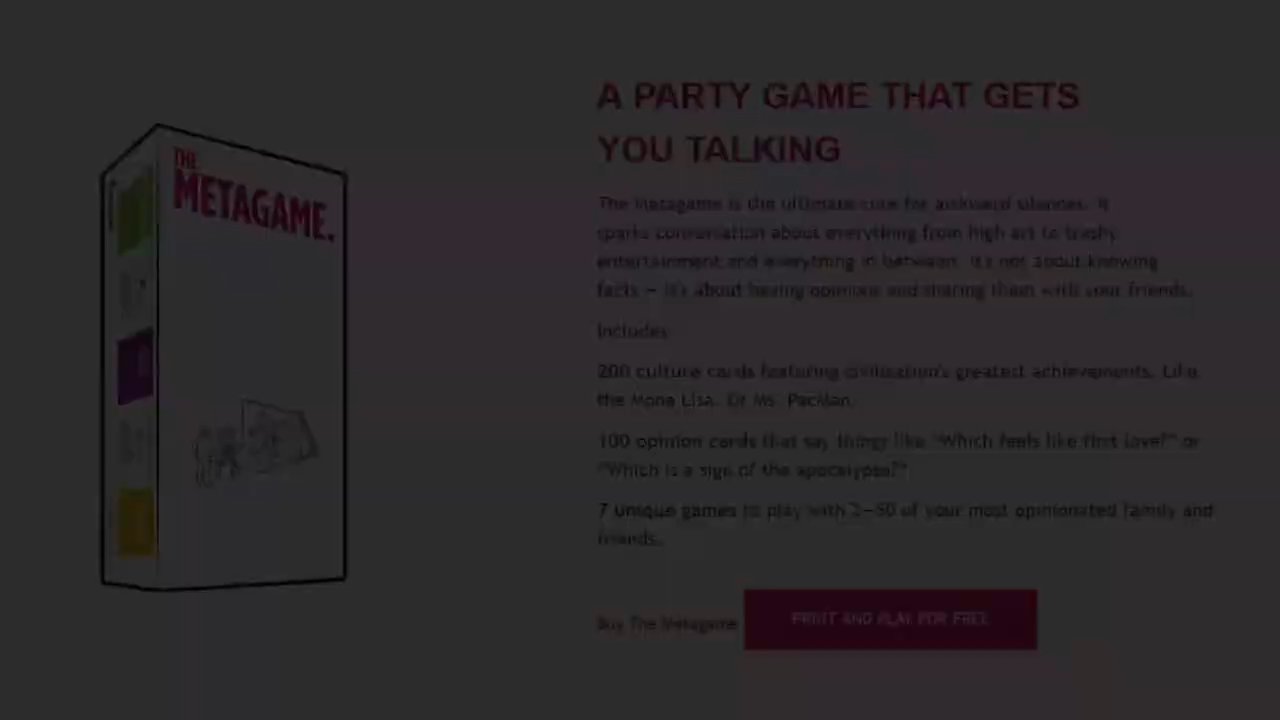 THE
METAGAME.
A PARTY GAME THAT GETS
YOU TALKING
The Metagame is the ultimate cure for awkward silences. It
sparks conversation about everything from high art to trashy
entertainment and everything in between. It's not about knowing
facts – it's about having opinions and sharing them with your friends.
Includes
200 culture cards featuring civilization's greatest achievements. Like
the Mona Lisa. Or Ms. PacMan.
100 opinion cards that say things like "Which feels like first love?" or
"Which is a sign of the apocalypse?"
7 unique games to play with 2–50 of your most opinionated family and
friends.
Buy The Metagame
PRINT AND PLAY FOR FREE